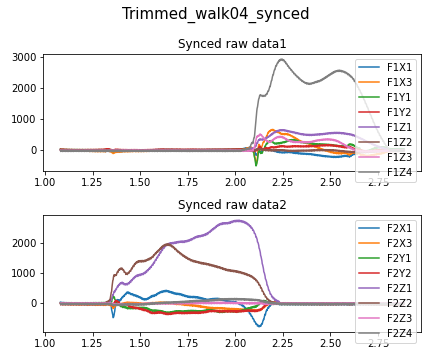 Trimmed_walk04_synced
Synced raw data1
3000
2000
1000
0
F1X1
F1X3
F1Y1
F1Y2
F1Z1
F1Z2
F1Z3
F1Z4
1.00 1.25 1.50 1.75 2.00 2.25 2.50 2.75
Synced raw data2
2000
1000
0
F2X1
F2X3
F2Y1
F2Y2
F2Z1
F2Z2
F2Z3
F2Z4
1.00 1.25 1.50 1.75 2.00 2.25 2.50 2.75